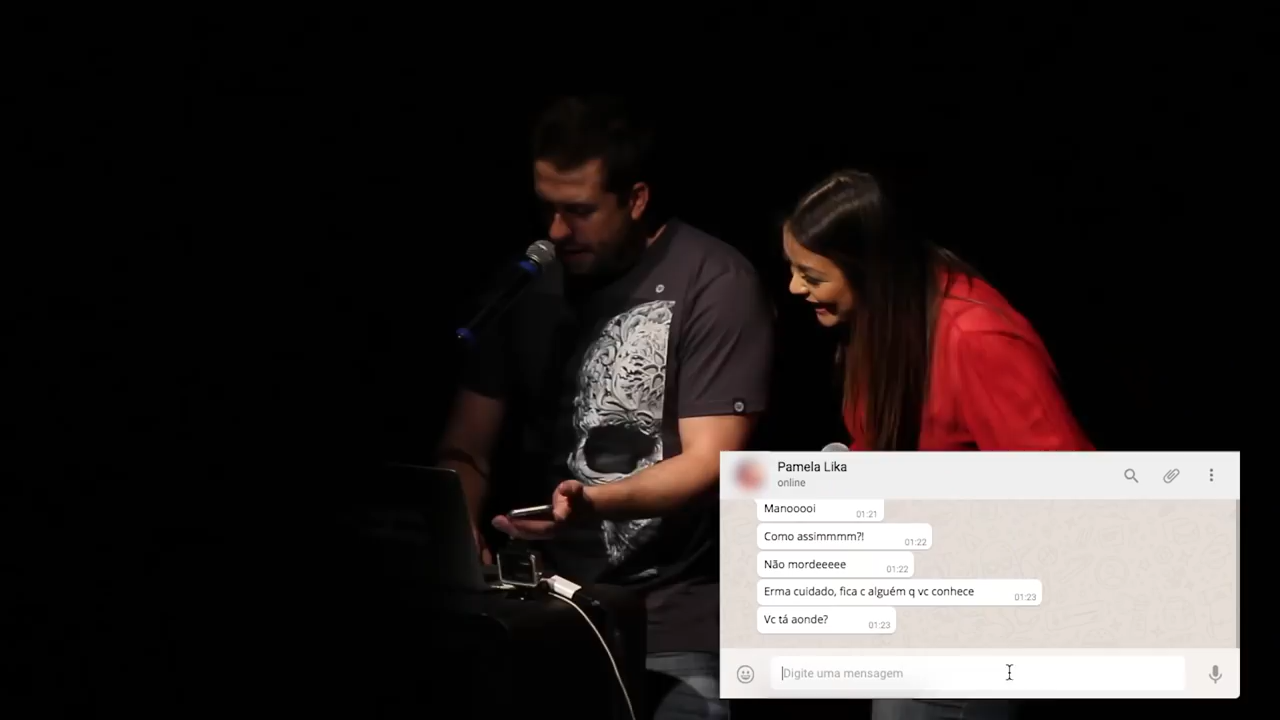 Pamela Lika
online
Manooooi 01:21
Como assimmmm?! 01:22
Não mordeeeee 01:22
Erma cuidado, fica c alguém q vc conhece 01:23
Vc tá aonde? 01:23
Digite uma mensagem